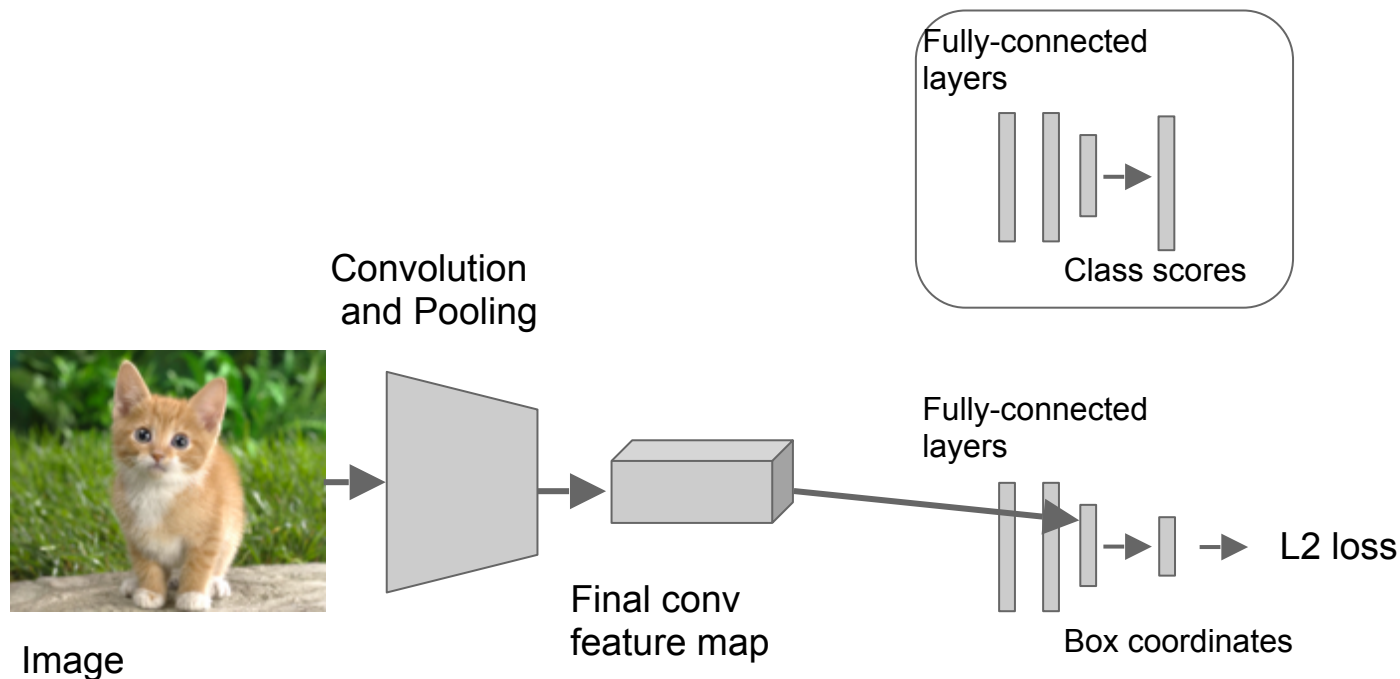 Fully-connected
layers
Class scores
Convolution
and Pooling
Fully-connected
layers
L2 loss
Final conv
feature map
Box coordinates
Image